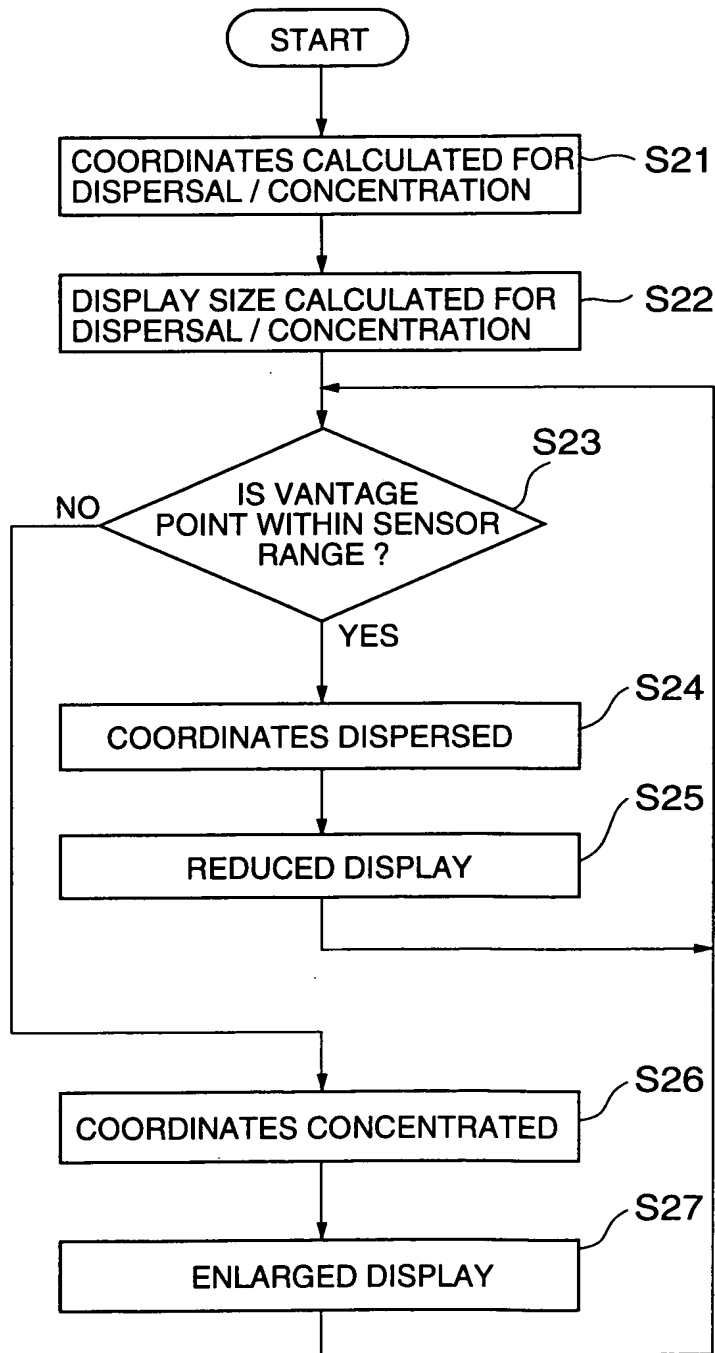 START
COORDINATES CALCULATED FOR
DISPERSAL / CONCENTRATION
S21
DISPLAY SIZE CALCULATED FOR
DISPERSAL / CONCENTRATION
S22
S23
NO
IS VANTAGE
POINT WITHIN SENSOR
RANGE ?
YES
S24
COORDINATES DISPERSED
S25
REDUCED DISPLAY
S26
COORDINATES CONCENTRATED
S27
ENLARGED DISPLAY